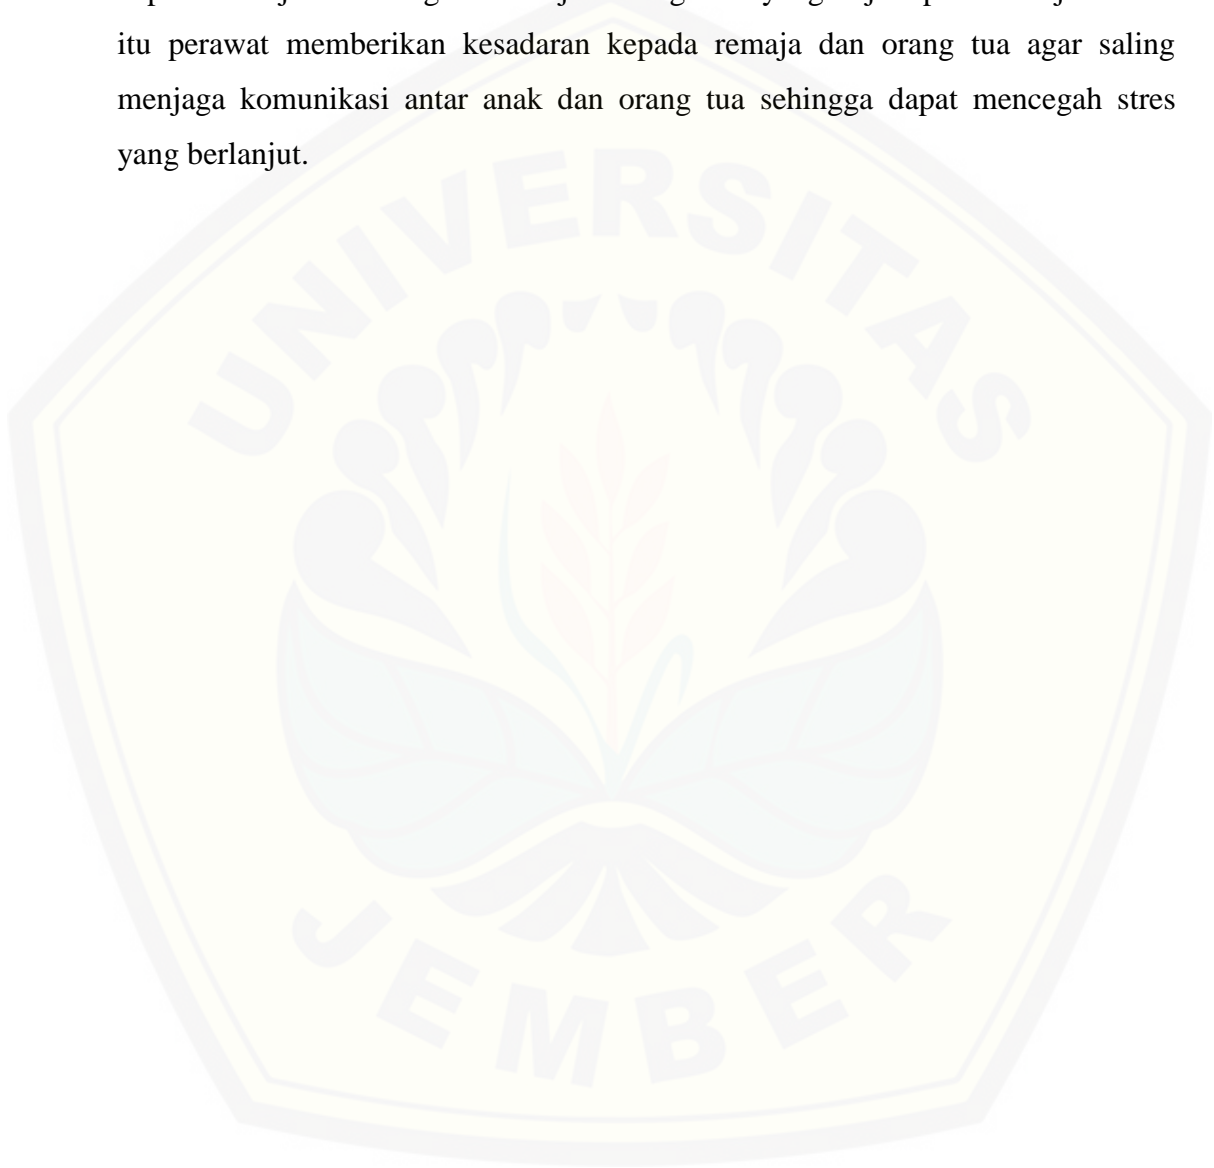 itu perawat memberikan kesadaran kepada remaja dan orang tua agar saling
menjaga komunikasi antar anak dan orang tua sehingga dapat mencegah stres
yang berlanjut.
UNIVERSITAS
JEMBER